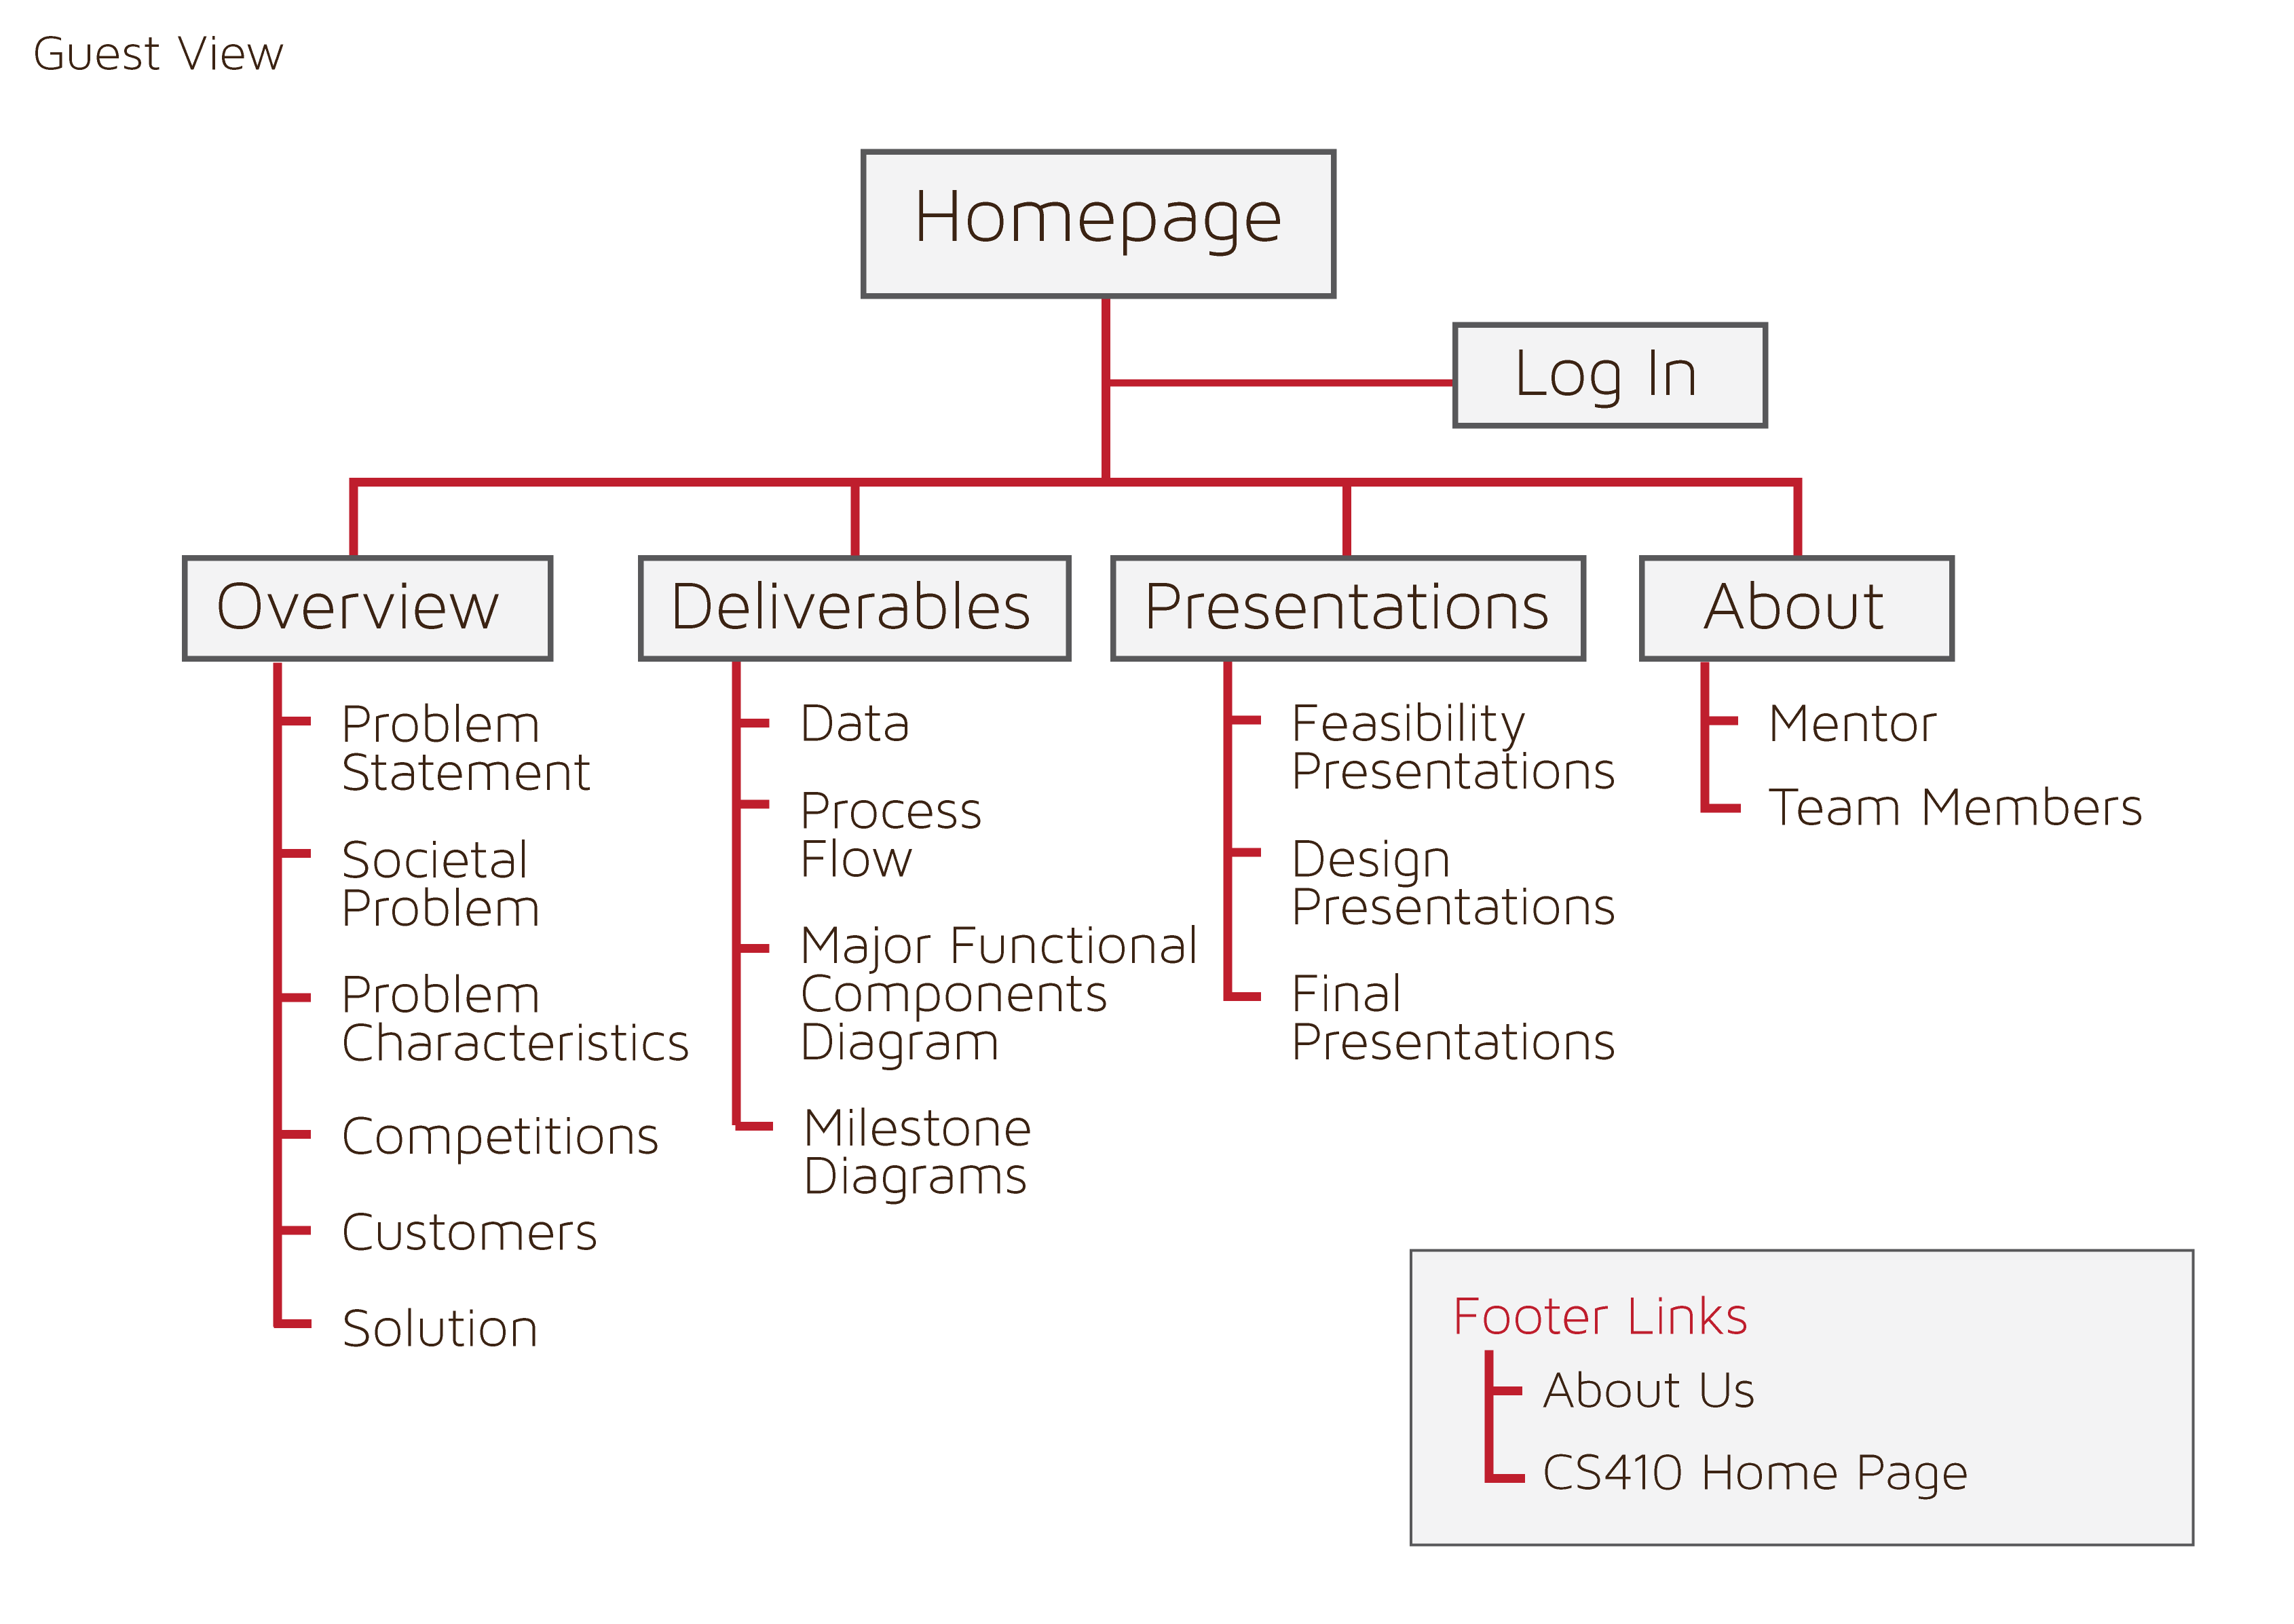 Guest View
Homepage
Log In
Overview
Deliverables
Presentations
About
Problem
Statement
Societal
Problem
Problem
Characteristics
Competitions
Customers
Solution
Data
Process
Flow
Major Functional
Components
Diagram
Milestone
Diagrams
Feasibility
Presentations
Design
Presentations
Final
Presentations
Mentor
Team Members
Footer Links
About Us
CS410 Home Page